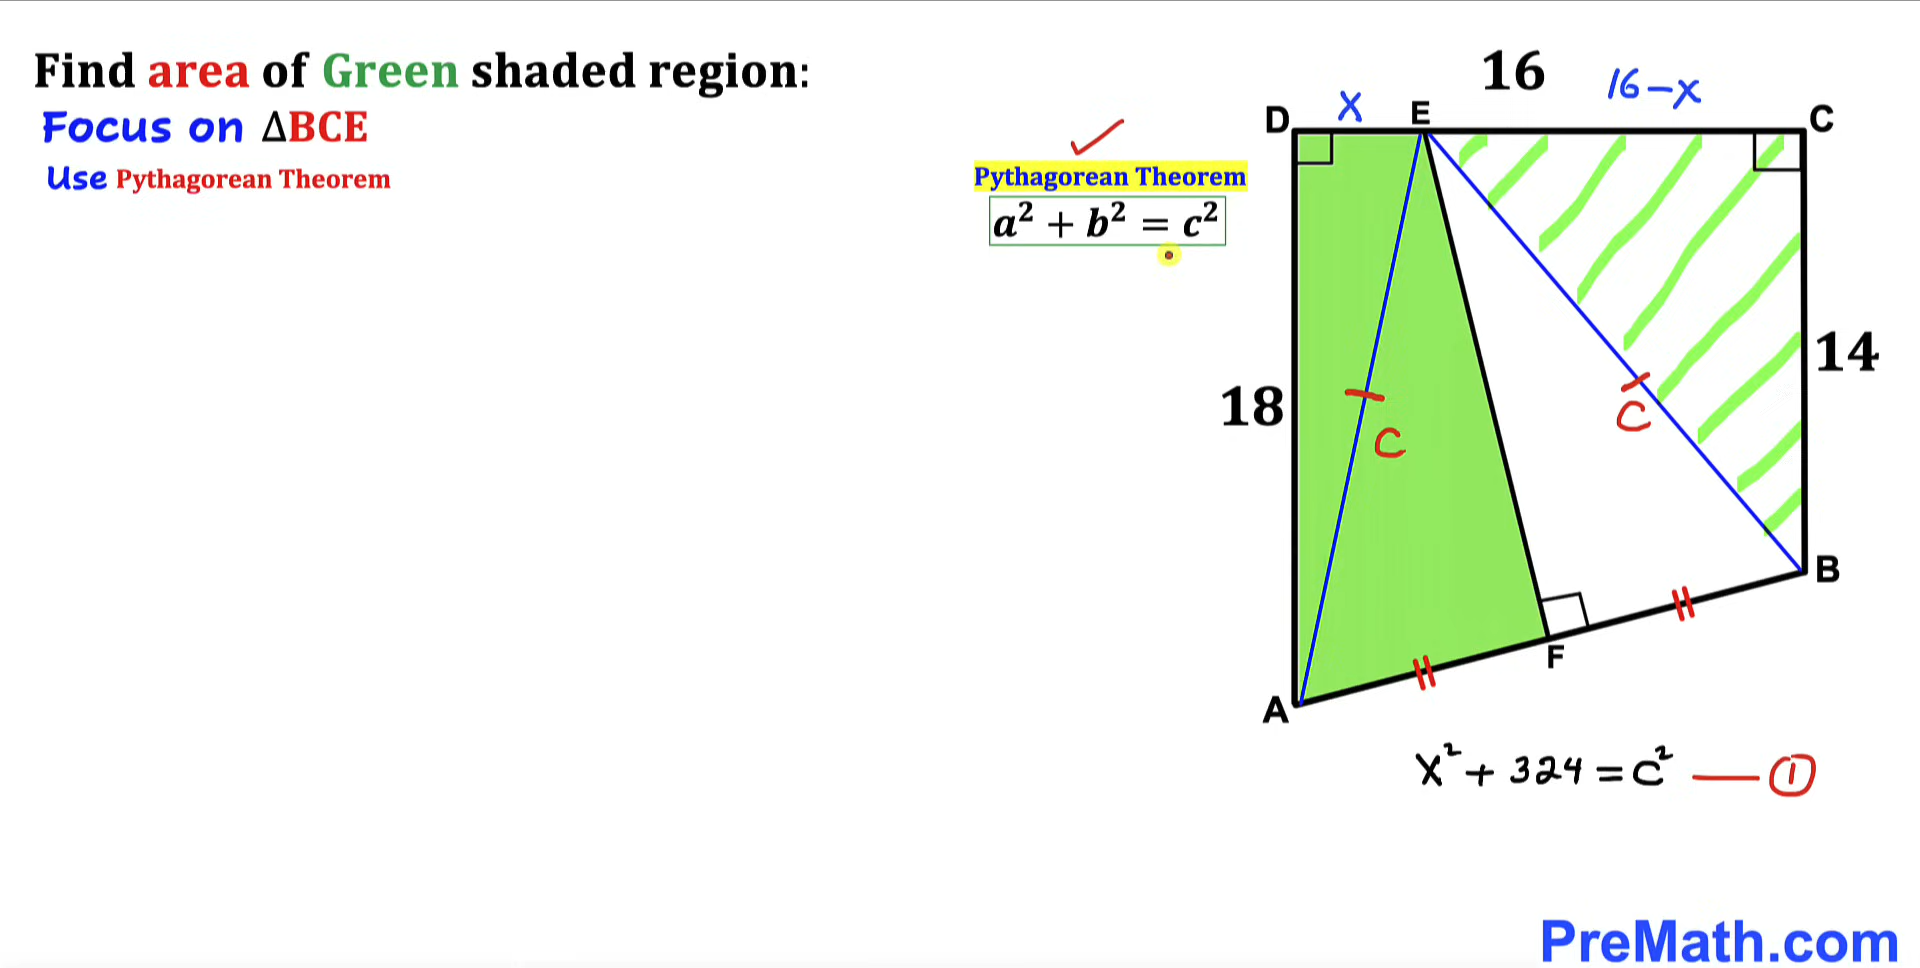 Find area of Green shaded region:
Focus on ΔBCE
Use Pythagorean Theorem
Pythagorean Theorem
a² + b² = c²
16
16-x
D
x
E
C
14
18
C
C
B
F
A
x² + 324 = c² — ①
PreMath.com